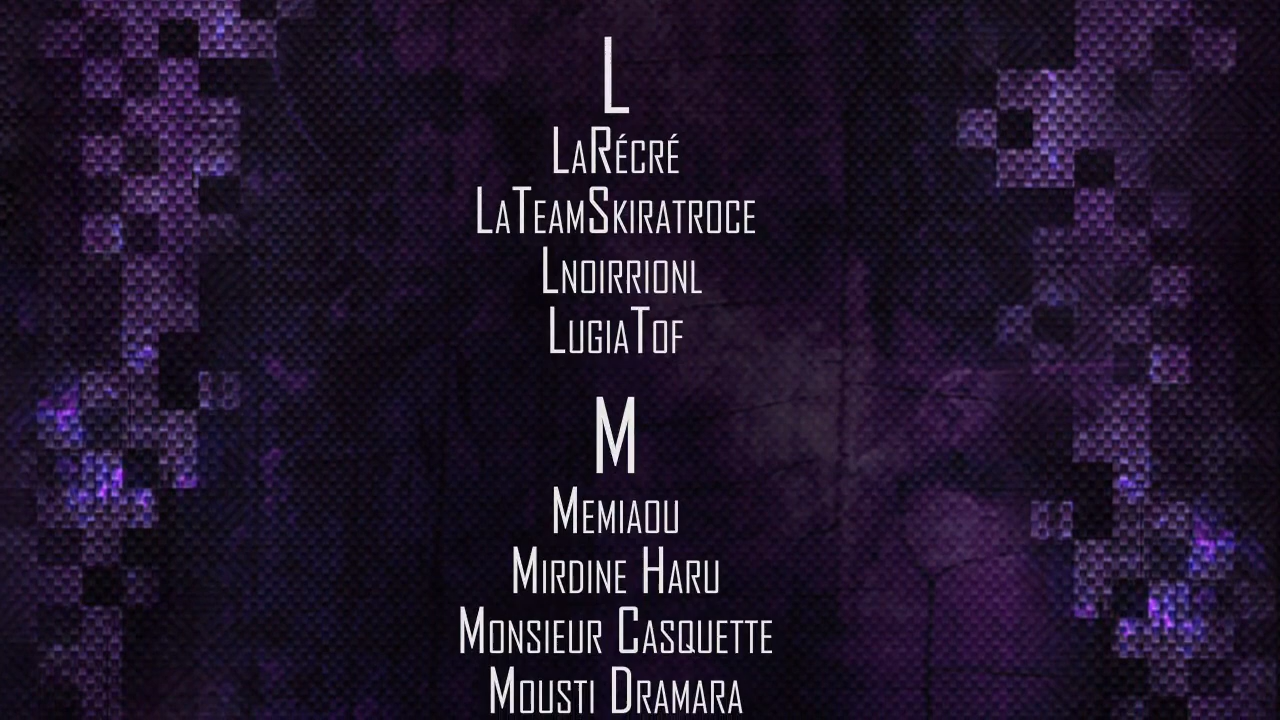 L
LaRécré
LaTeamSkiratroce
Lnoirrionl
LugiaTof
M
Memiaou
Mirdine Haru
Monsieur Casquette
Mousti Dramara